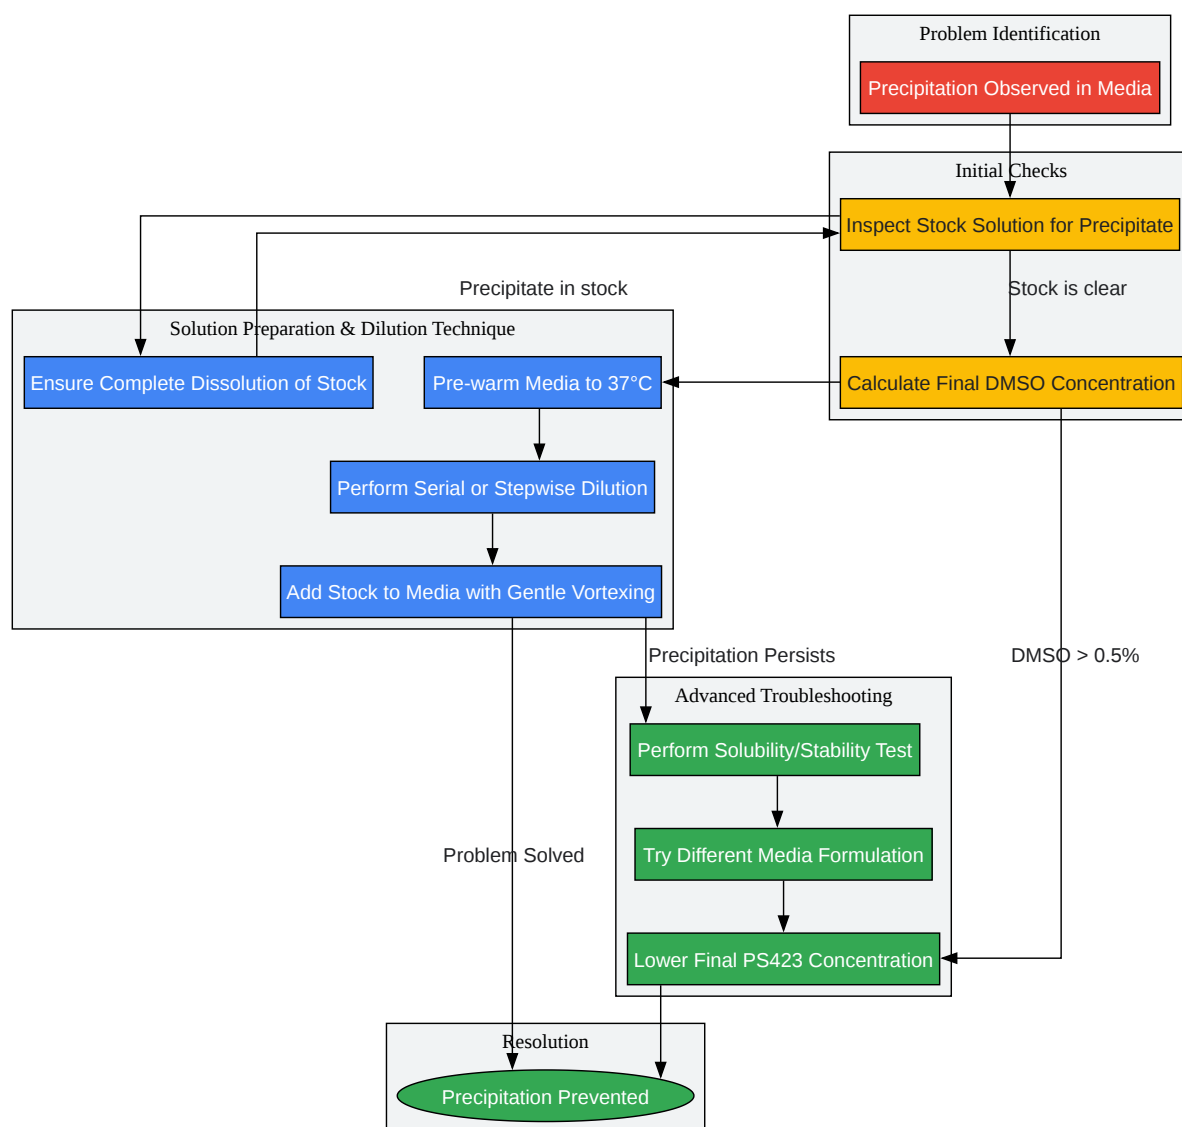 Problem Identification
Precipitation Observed in Media
Initial Checks
Inspect Stock Solution for Precipitate
Precipitate in stock
Stock is clear
Solution Preparation & Dilution Technique
Ensure Complete Dissolution of Stock
Pre-warm Media to 37°C
Calculate Final DMSO Concentration
Perform Serial or Stepwise Dilution
Add Stock to Media with Gentle Vortexing
Precipitation Persists
DMSO > 0.5%
Advanced Troubleshooting
Perform Solubility/Stability Test
Problem Solved
Try Different Media Formulation
Lower Final PS423 Concentration
Resolution
Precipitation Prevented